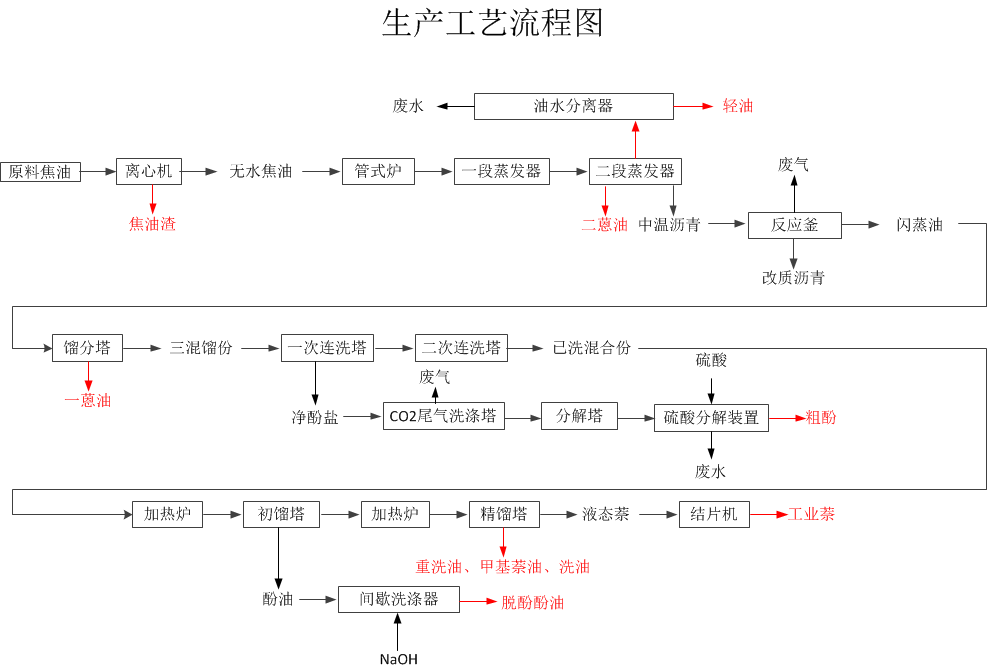 生产工艺流程图
废水
油水分离器
轻油
原料焦油
离心机
无水焦油
管式炉
一段蒸发器
二段蒸发器
废气
焦油渣
二蒽油
中温沥青
反应釜
闪蒸油
改质沥青
馏分塔
三混馏份
一次连洗塔
二次连洗塔
已洗混合份
硫酸
废气
一蒽油
净酚盐
CO2尾气洗涤塔
分解塔
硫酸分解装置
粗酚
废水
加热炉
初馏塔
加热炉
精馏塔
液态萘
结片机
工业萘
重洗油、甲基萘油、洗油
酚油
间歇洗涤器
脱酚酚油
NaOH